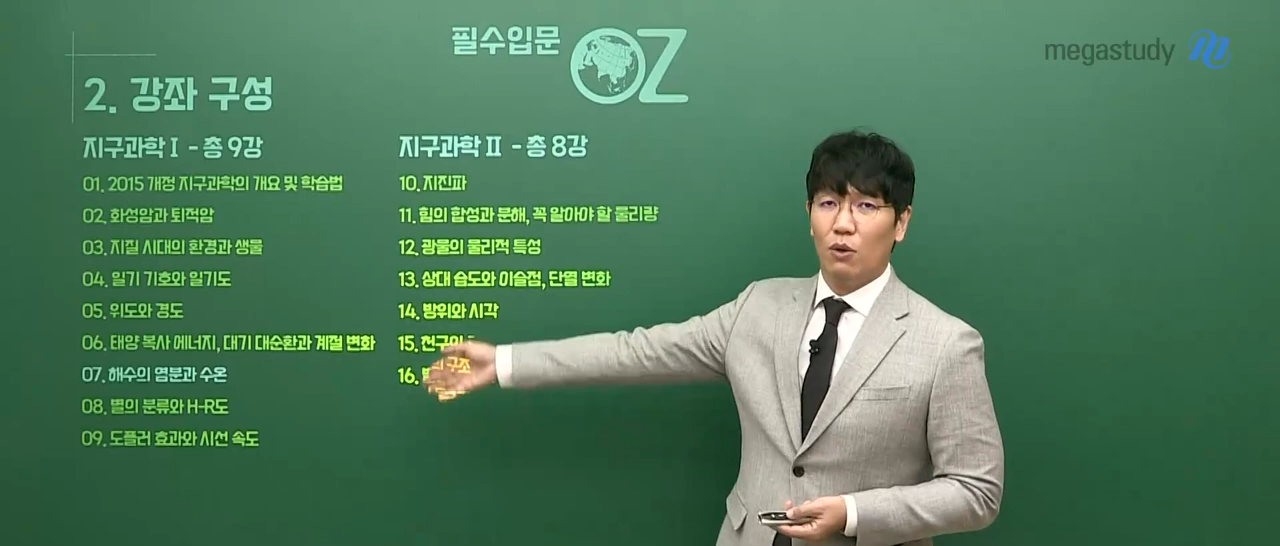 필수입문 OZ
megastudy
2. 강좌 구성
지구과학 I - 총 9강
01. 2015 개정 지구과학의 개요 및 학습법
02. 화성암과 퇴적암
03. 지질 시대의 환경과 생물
04. 일기 기호와 일기도
05. 위도와 경도
06. 태양 복사 에너지, 대기 대순환과 계절 변화
07. 해수의 염분과 수온
08. 별의 분류와 H-R도
09. 도플러 효과와 시선 속도
지구과학 II - 총 8강
10. 지진파
11. 힘의 합성과 분해, 꼭 알아야 할 물리량
12. 광물의 물리적 특성
13. 상대 습도와 이슬점, 단열 변화
14. 방위와 시각
15. 천구의
16. 구조